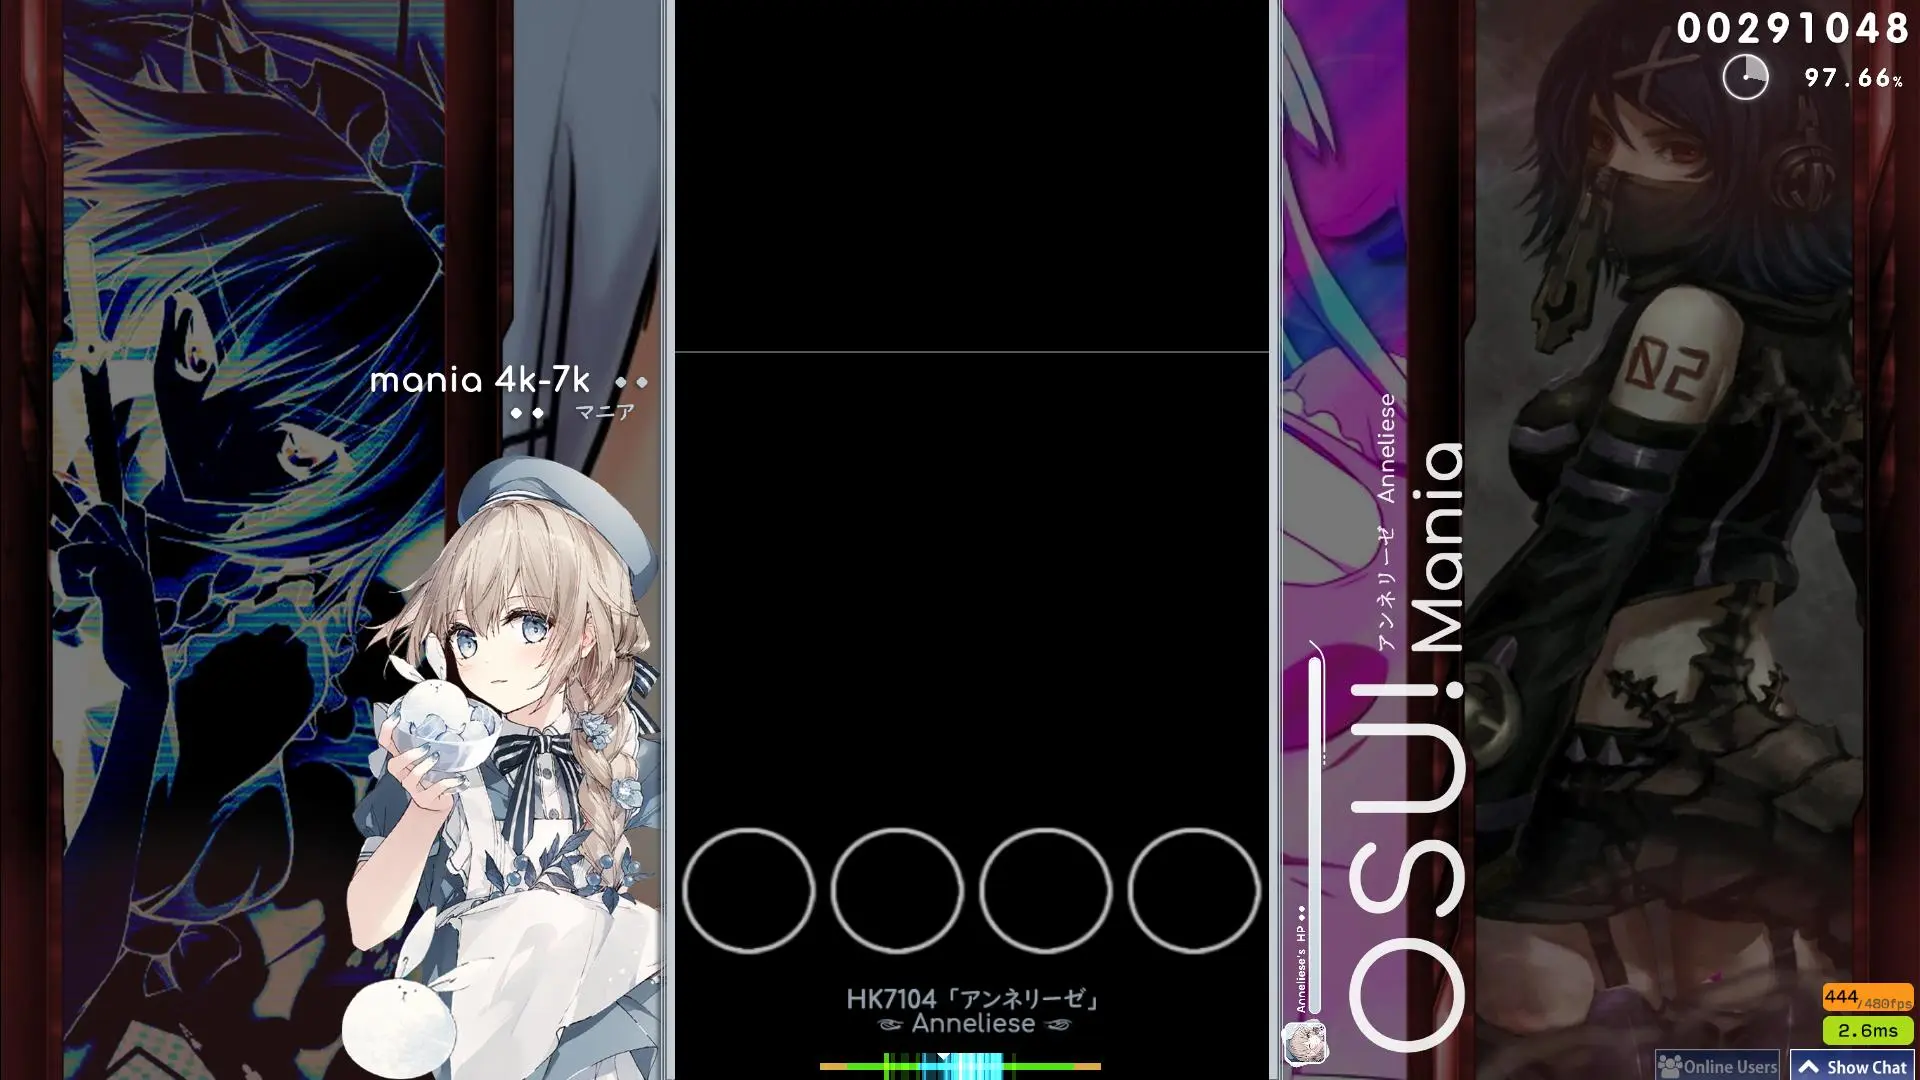 00291048
97.66%
mania 4k-7k
マニア
アンネリーゼ Anneliese
OSU! Mania
02
Anneliese's HP
HK7104「アンネリーゼ」
Anneliese
444/480fps
2.6ms
Online Users
Show Chat